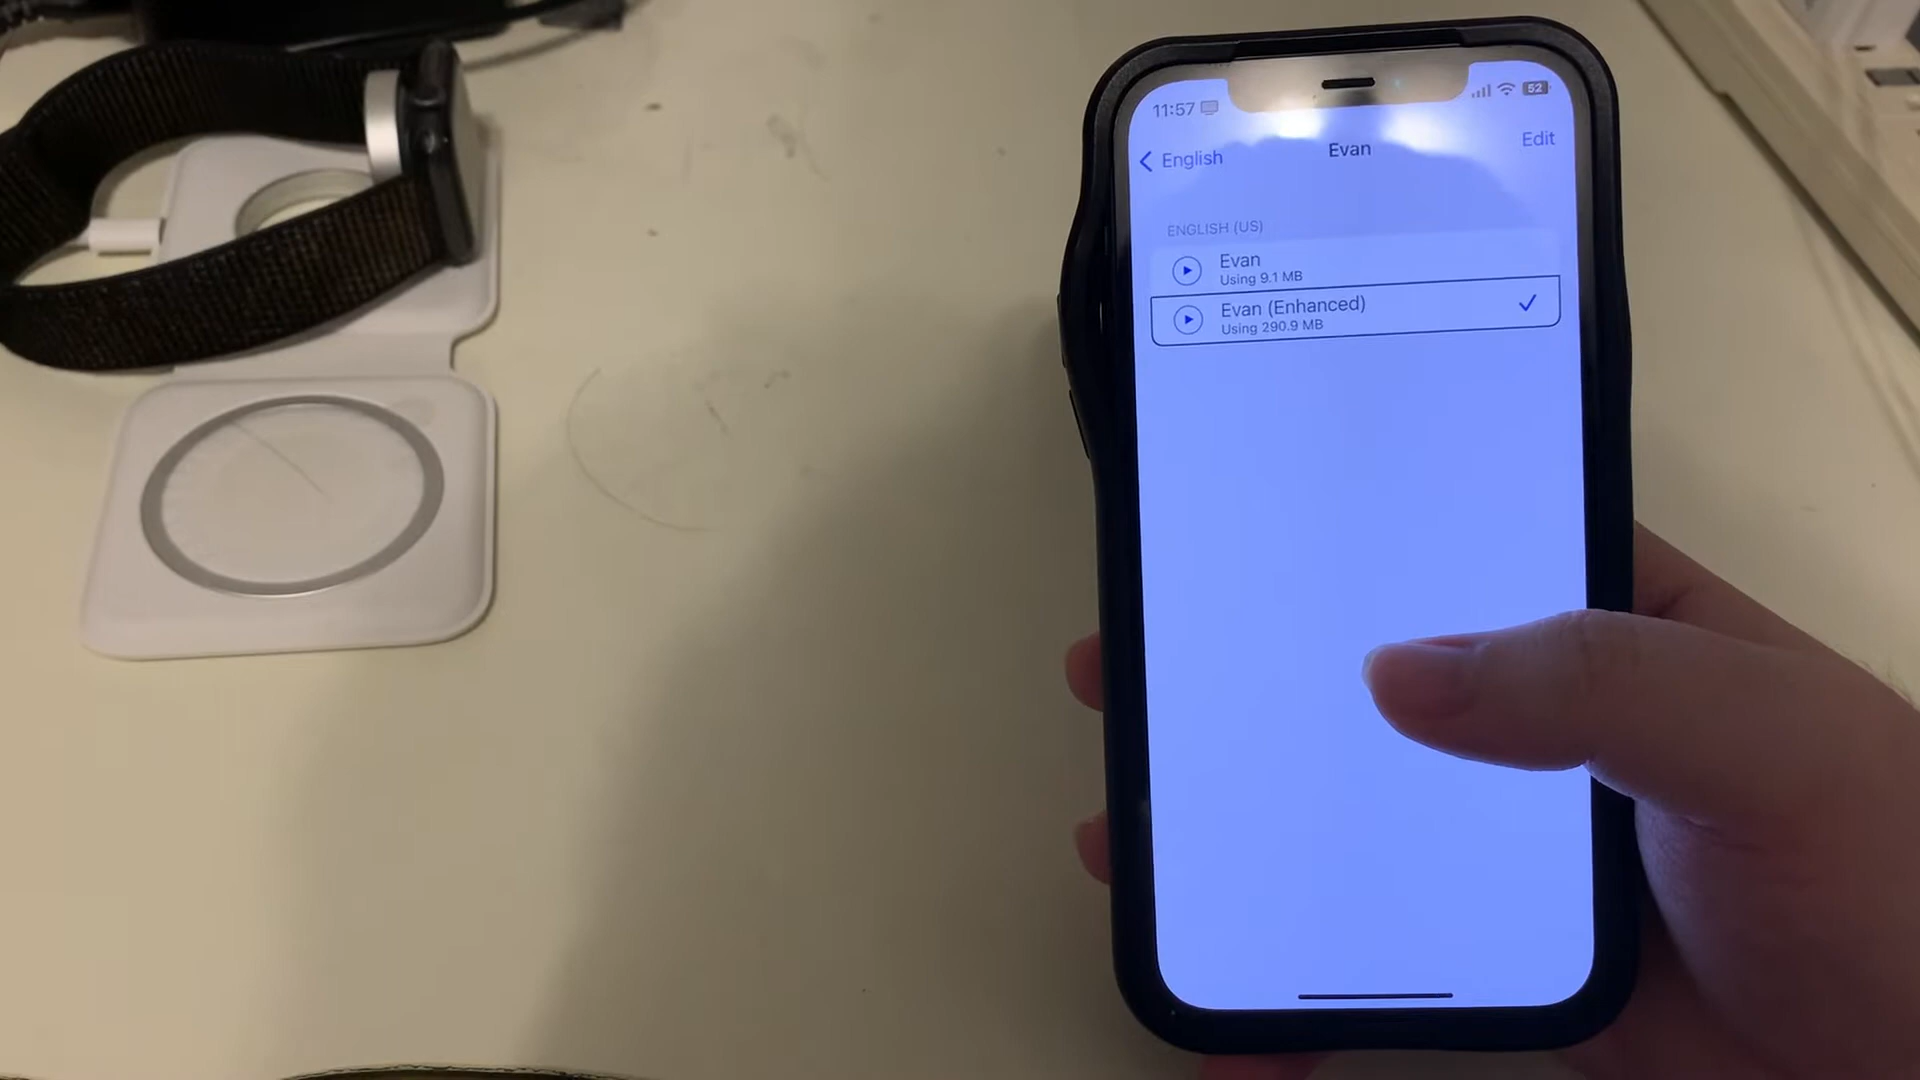 11:57
52
English
Evan
Edit
ENGLISH (US)
Evan
Using 9.1 MB
Evan (Enhanced)
Using 290.9 MB